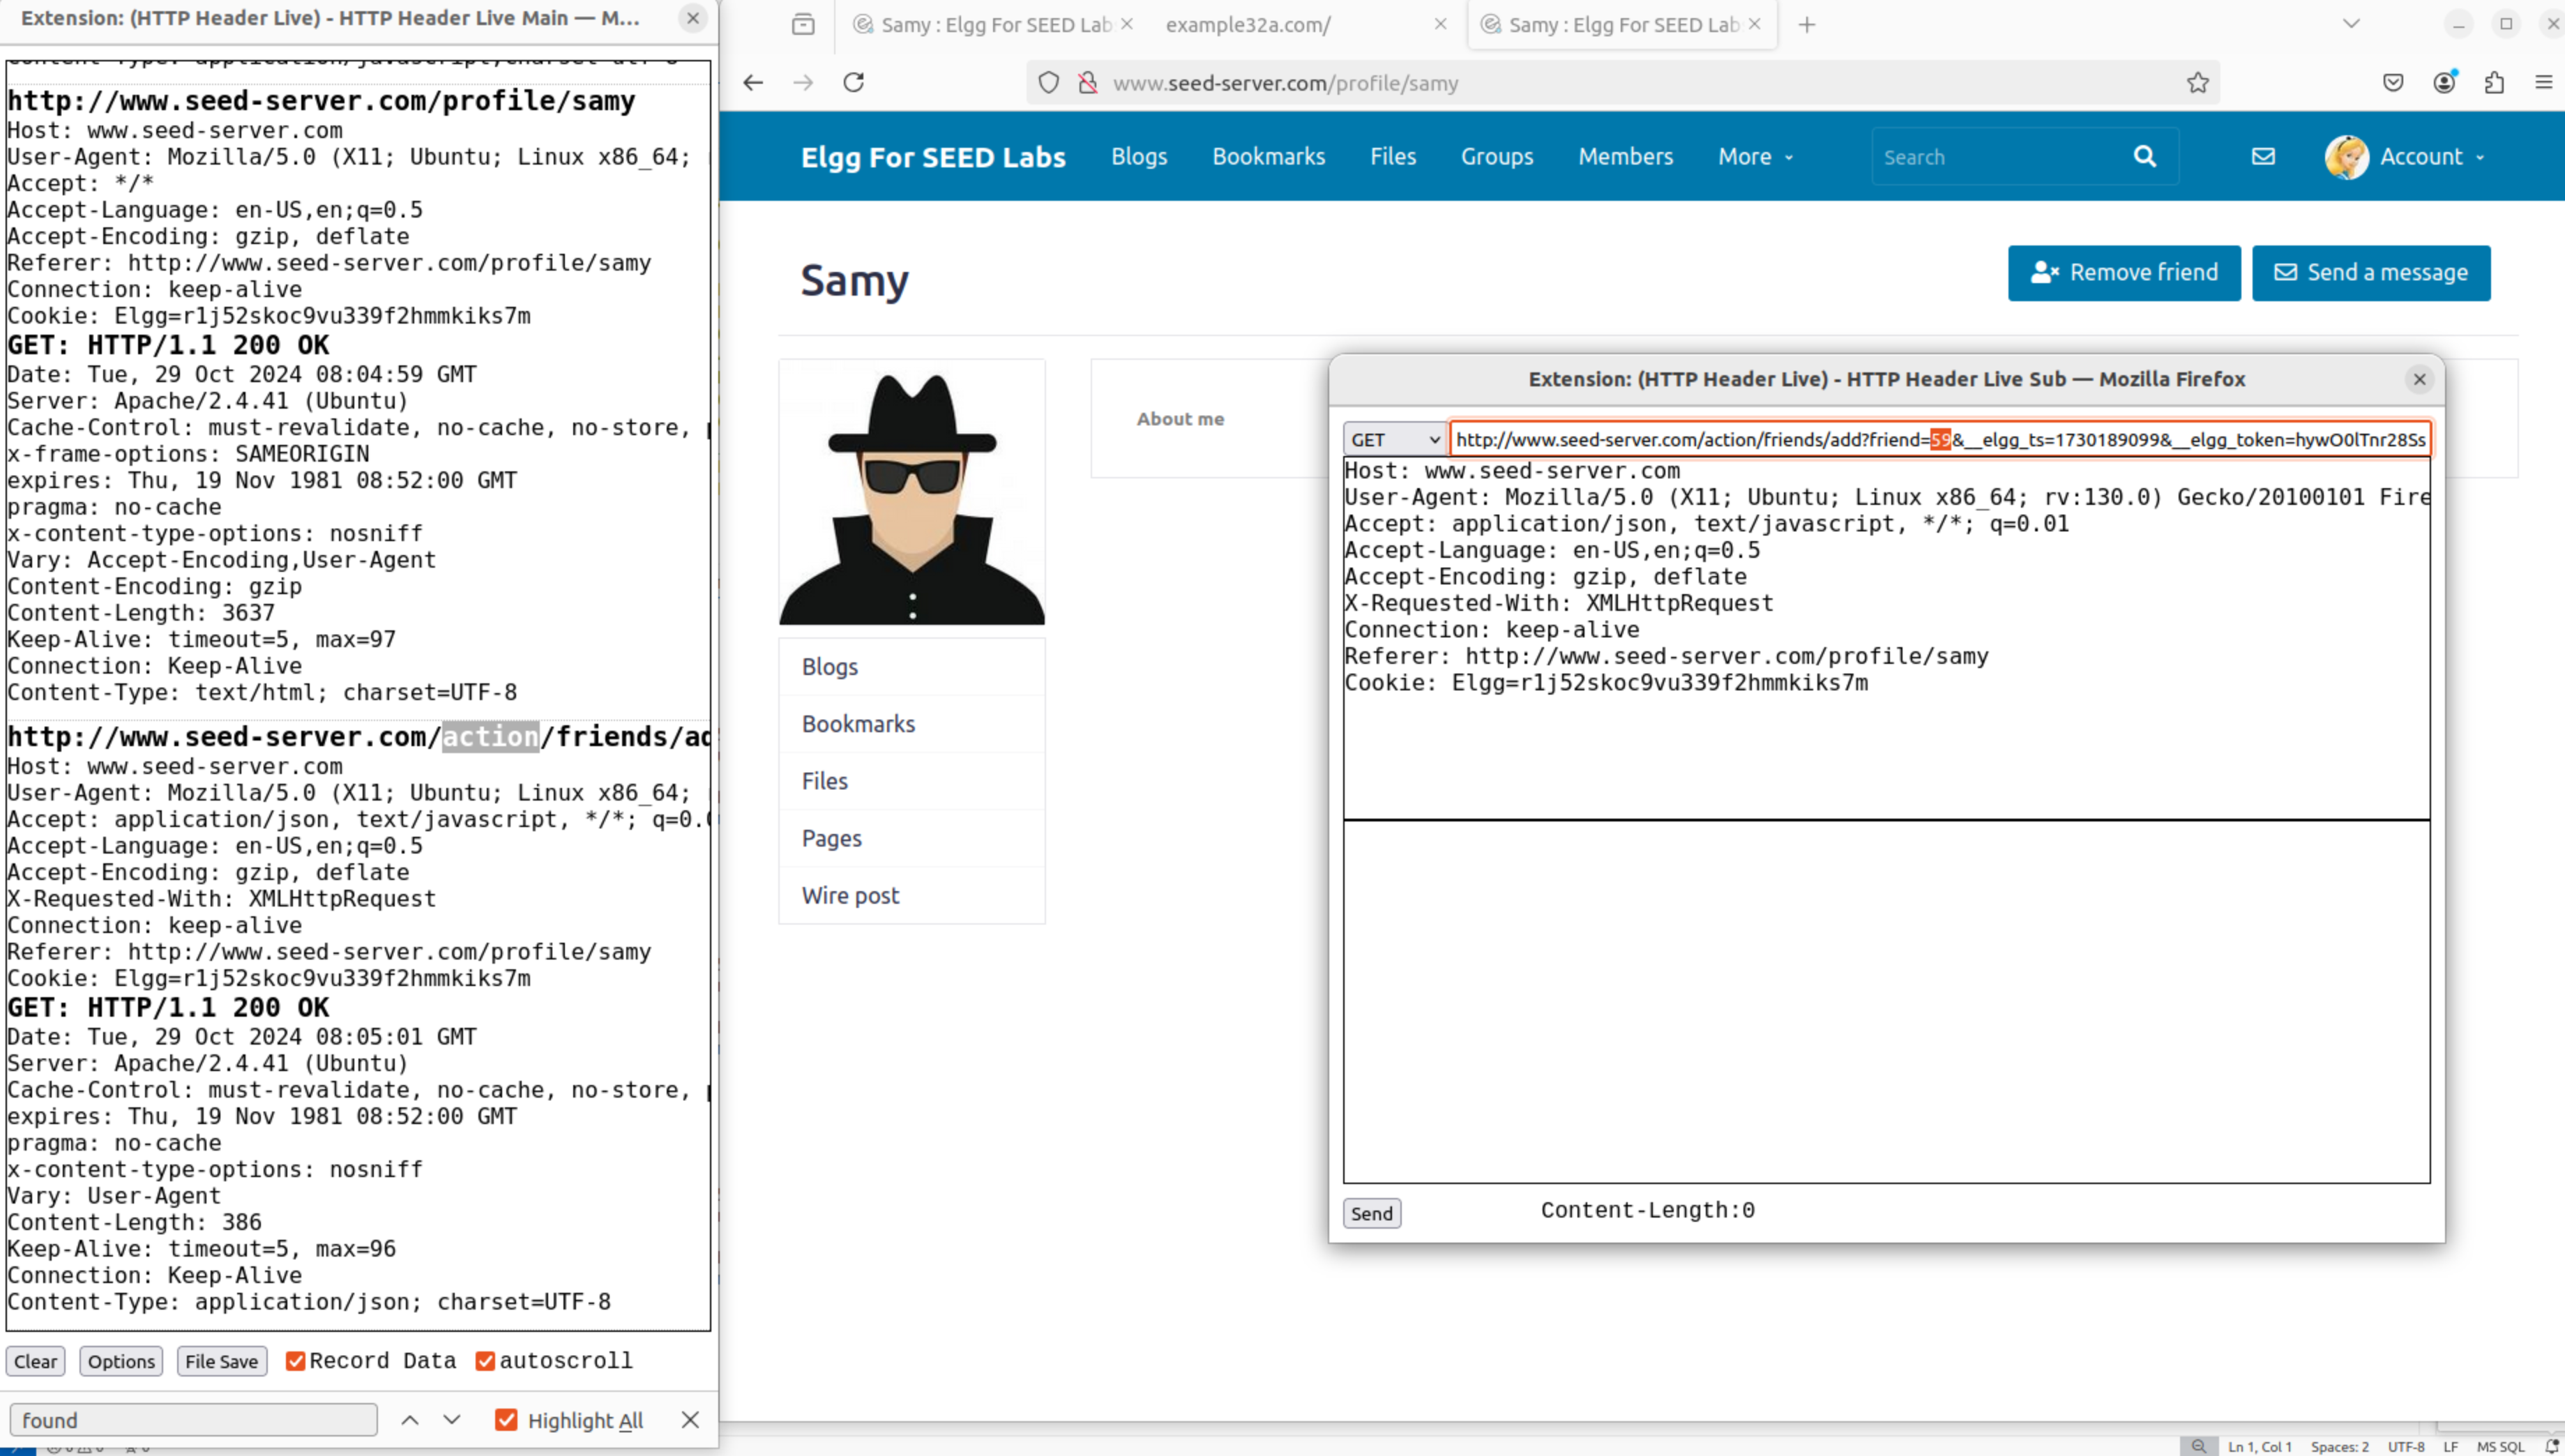 Extension: (HTTP Header Live) - HTTP Header Live Main — M...
http://www.seed-server.com/profile/samy
Host: www.seed-server.com
User-Agent: Mozilla/5.0 (X11; Ubuntu; Linux x86_64;
Accept: */*
Accept-Language: en-US,en;q=0.5
Accept-Encoding: gzip, deflate
Referer: http://www.seed-server.com/profile/samy
Connection: keep-alive
Cookie: Elgg=r1j52skoc9vu339f2hmmkiks7m
GET: HTTP/1.1 200 OK
Date: Tue, 29 Oct 2024 08:04:59 GMT
Server: Apache/2.4.41 (Ubuntu)
Cache-Control: must-revalidate, no-cache, no-store,
x-frame-options: SAMEORIGIN
expires: Thu, 19 Nov 1981 08:52:00 GMT
pragma: no-cache
x-content-type-options: nosniff
Vary: Accept-Encoding,User-Agent
Content-Encoding: gzip
Content-Length: 3637
Keep-Alive: timeout=5, max=97
Connection: Keep-Alive
Content-Type: text/html; charset=UTF-8
http://www.seed-server.com/action/friends/ad
Host: www.seed-server.com
User-Agent: Mozilla/5.0 (X11; Ubuntu; Linux x86_64;
Accept: application/json, text/javascript, */*; q=0.0
Accept-Language: en-US,en;q=0.5
Accept-Encoding: gzip, deflate
X-Requested-With: XMLHttpRequest
Connection: keep-alive
Referer: http://www.seed-server.com/profile/samy
Cookie: Elgg=r1j52skoc9vu339f2hmmkiks7m
GET: HTTP/1.1 200 OK
Date: Tue, 29 Oct 2024 08:05:01 GMT
Server: Apache/2.4.41 (Ubuntu)
Cache-Control: must-revalidate, no-cache, no-store,
expires: Thu, 19 Nov 1981 08:52:00 GMT
pragma: no-cache
x-content-type-options: nosniff
Vary: User-Agent
Content-Length: 386
Keep-Alive: timeout=5, max=96
Connection: Keep-Alive
Content-Type: application/json; charset=UTF-8
Clear Options File Save Record Data autoscroll
found Highlight All
Samy : Elgg For SEED Lab example32a.com/ Samy : Elgg For SEED Lab
www.seed-server.com/profile/samy
Elgg For SEED Labs Blogs Bookmarks Files Groups Members More Search Account
Samy
Remove friend Send a message
About me
Blogs
Bookmarks
Files
Pages
Wire post
Extension: (HTTP Header Live) - HTTP Header Live Sub — Mozilla Firefox
GET http://www.seed-server.com/action/friends/add?friend=59&__elgg_ts=1730189099&__elgg_token=hywO0lTnr28Ss
Host: www.seed-server.com
User-Agent: Mozilla/5.0 (X11; Ubuntu; Linux x86_64; rv:130.0) Gecko/20100101 Fire
Accept: application/json, text/javascript, */*; q=0.01
Accept-Language: en-US,en;q=0.5
Accept-Encoding: gzip, deflate
X-Requested-With: XMLHttpRequest
Connection: keep-alive
Referer: http://www.seed-server.com/profile/samy
Cookie: Elgg=r1j52skoc9vu339f2hmmkiks7m
Send Content-Length:0
Ln 1, Col 1 Spaces: 2 UTF-8 LF MS SQL